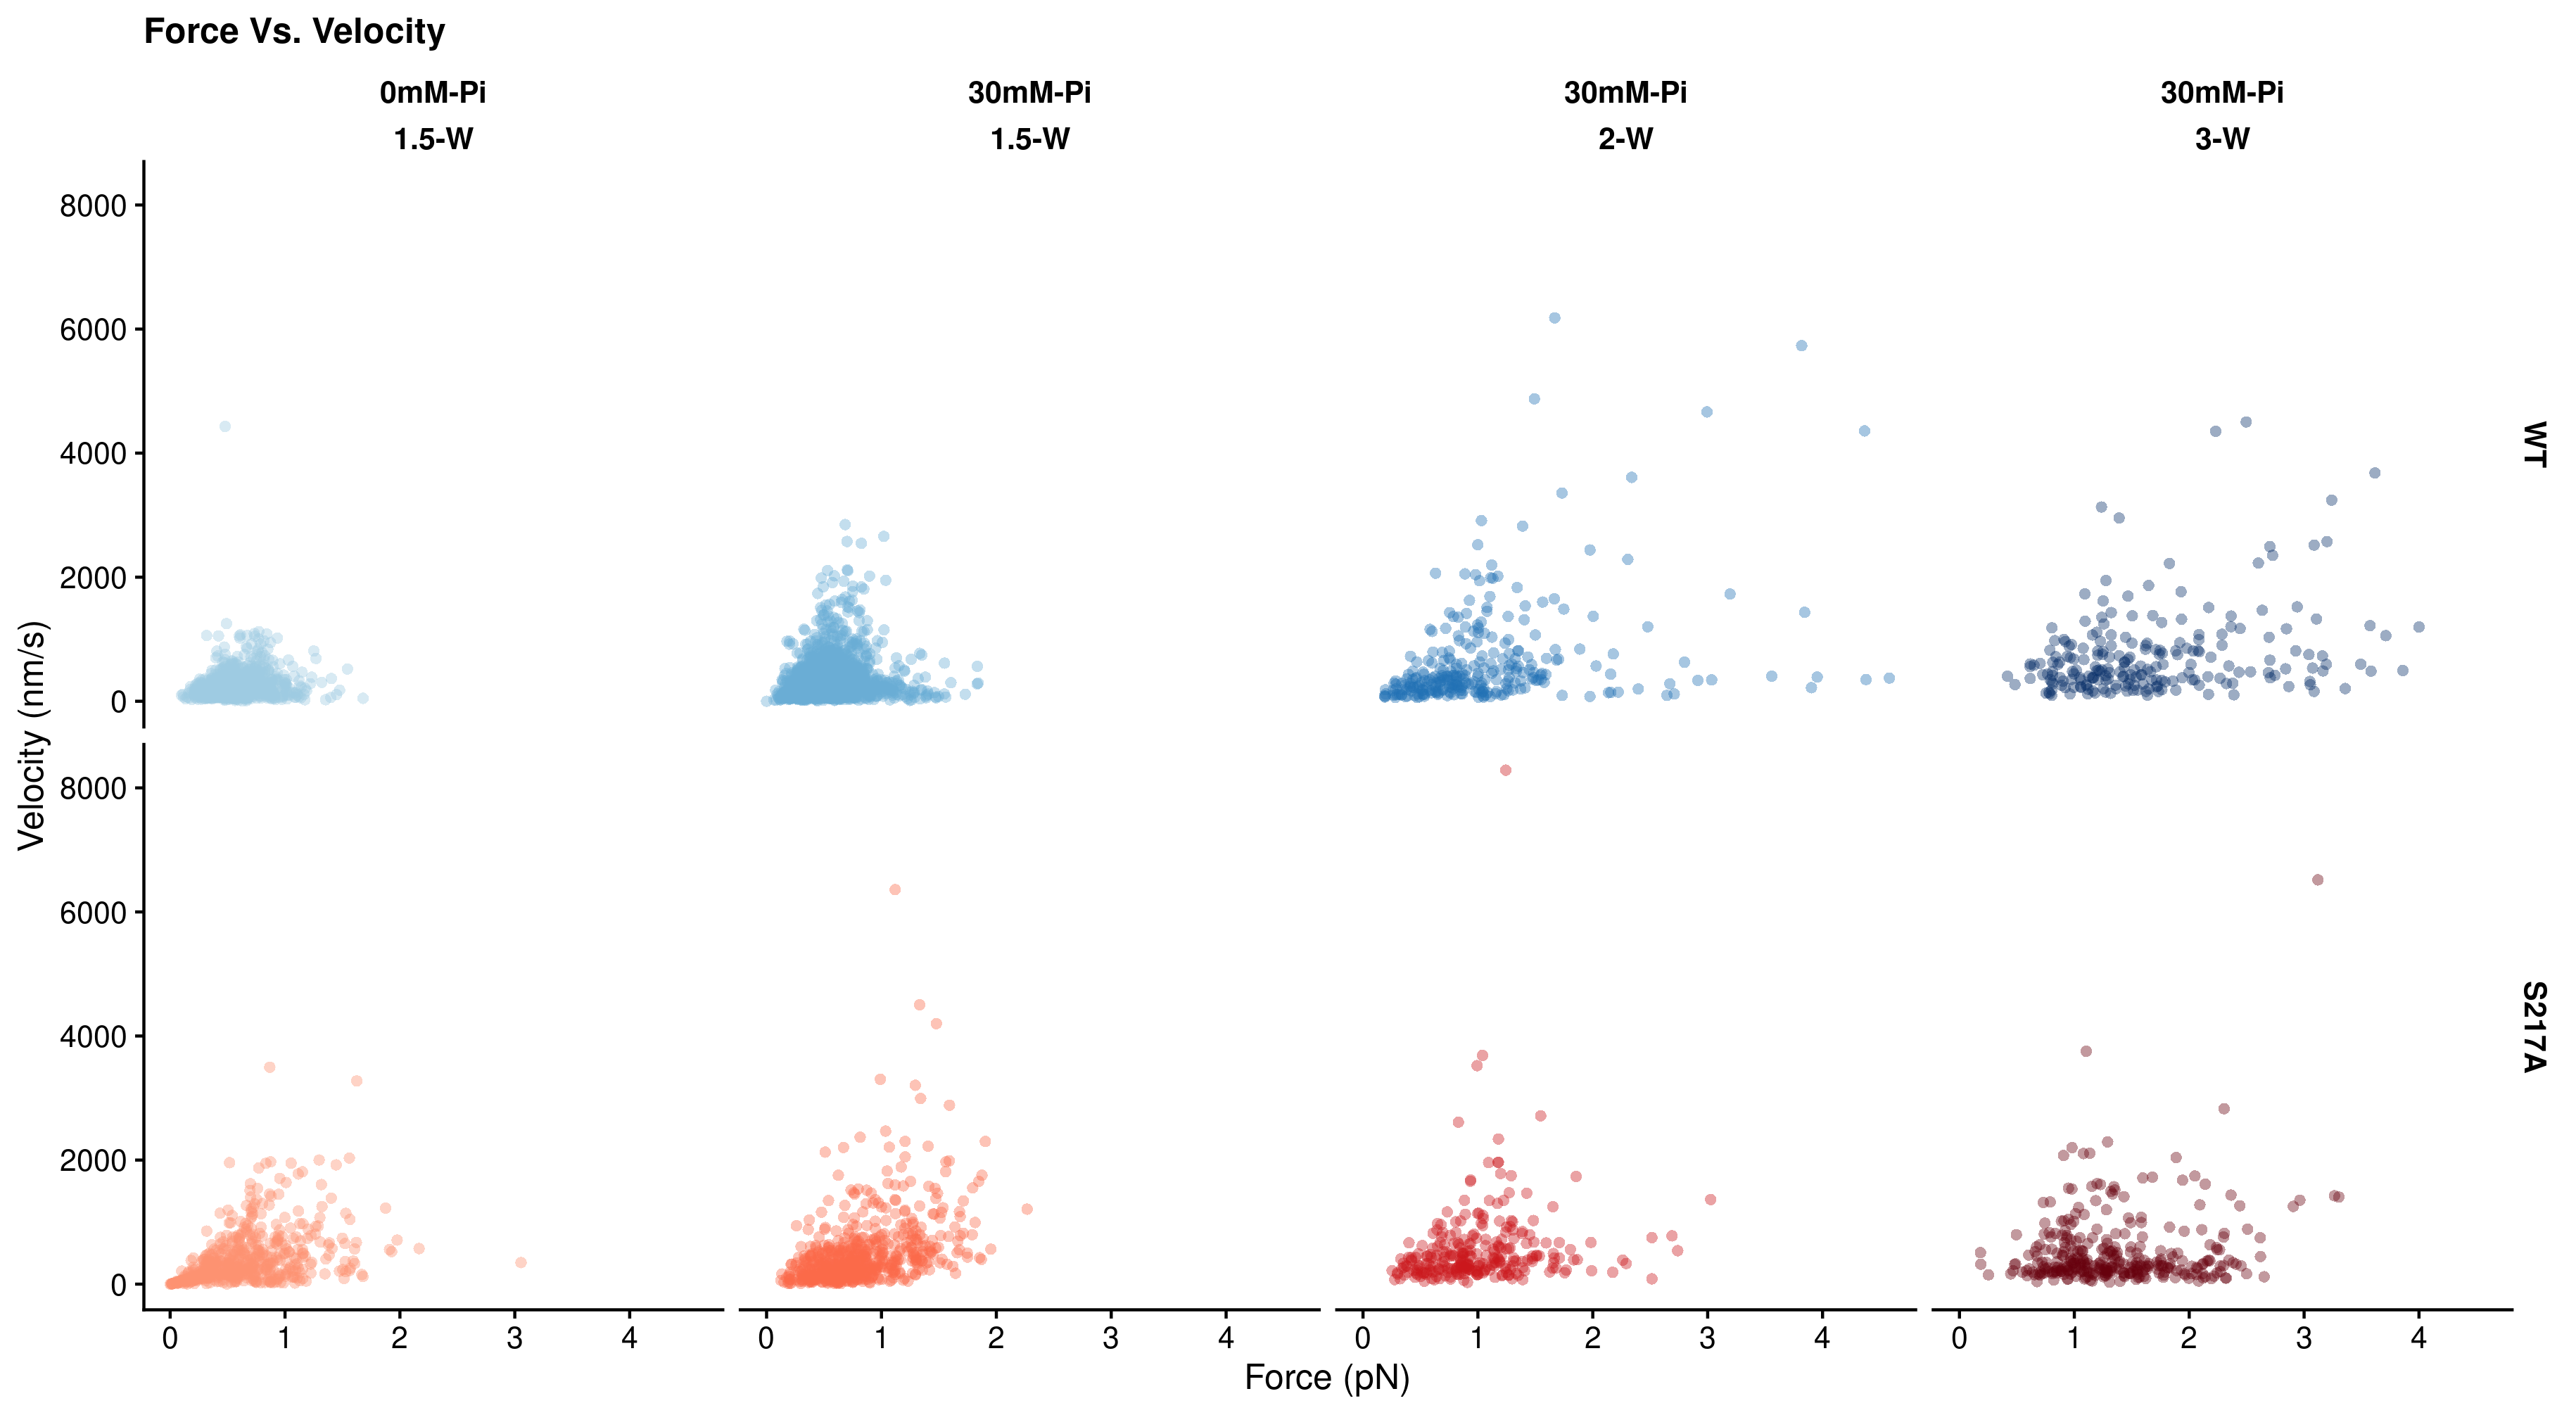 Force Vs. Velocity
0mM-Pi 30mM-Pi 30mM-Pi 30mM-Pi
1.5-W 1.5-W 2-W 3-W
8000
6000
4000
2000
0
WT
Velocity (nm/s)
8000
6000
4000
2000
0
S217A
0 1 2 3 4 0 1 2 3 4 0 1 2 3 4 0 1 2 3 4
Force (pN)